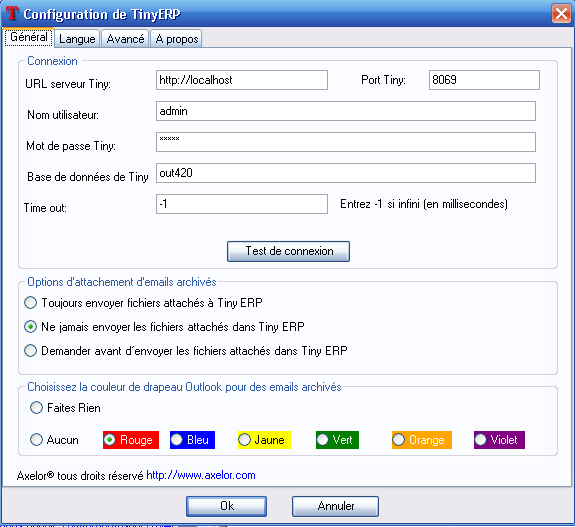 Configuration de TinyERP
Général Langue Avancé A propos
Connexion
URL serveur Tiny: http://localhost Port Tiny: 8069
Nom utilisateur: admin
Mot de passe Tiny: *****
Base de données de Tiny out420
Time out: -1 Entrez -1 si infini (en millisecondes)
Test de connexion
Options d'attachement d'emails archivés
Toujours envoyer fichiers attachés à Tiny ERP
Ne jamais envoyer les fichiers attachés dans Tiny ERP
Demander avant d´envoyer les fichiers attachés dans Tiny ERP
Choisissez la couleur de drapeau Outlook pour des emails archivés
Faites Rien
Aucun Rouge Bleu Jaune Vert Orange Violet
Axelor® tous droits réservé http://www.axelor.com
Ok Annuler